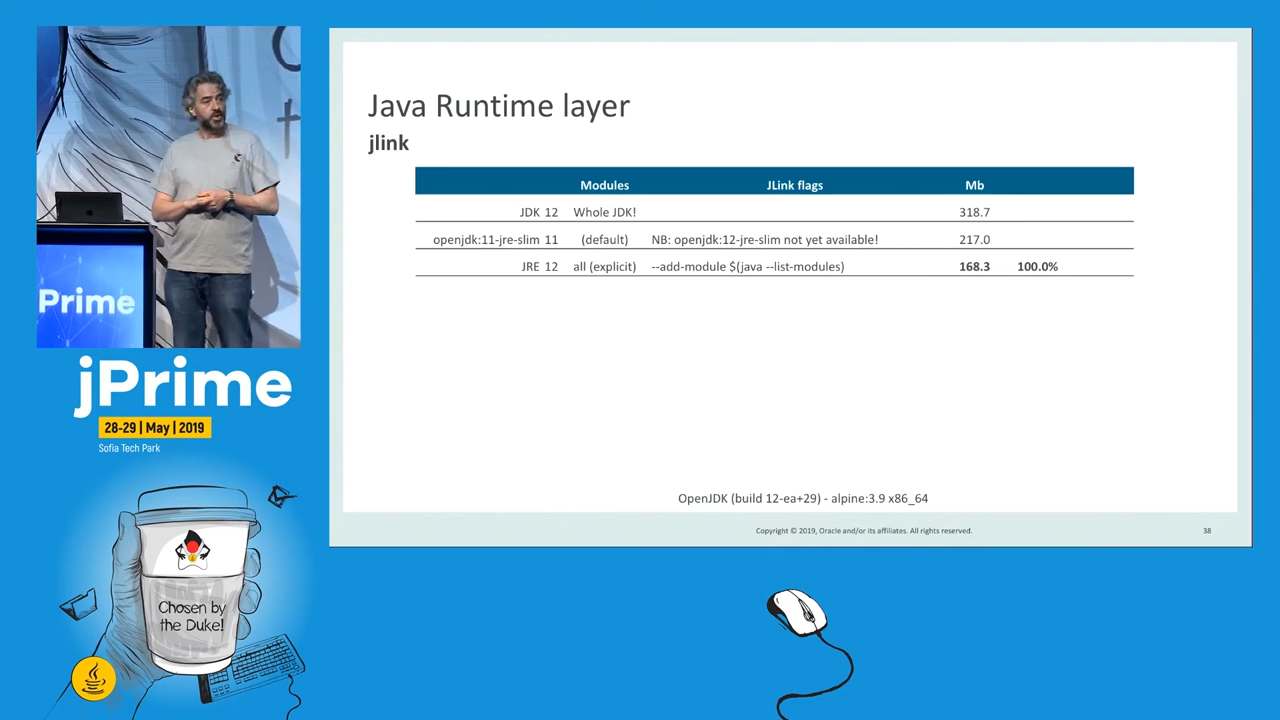 Java Runtime layer
jlink
Modules JLink flags Mb
JDK 12 Whole JDK! 318.7
openjdk:11-jre-slim 11 (default) NB: openjdk:12-jre-slim not yet available! 217.0
JRE 12 all (explicit) --add-module $(java --list-modules) 168.3 100.0%
OpenJDK (build 12-ea+29) - alpine:3.9 x86_64
Copyright © 2019, Oracle and/or its affiliates. All rights reserved. 38
Prime
jPrime
28-29 | May | 2019
Sofia Tech Park
Chosen by
the Duke!